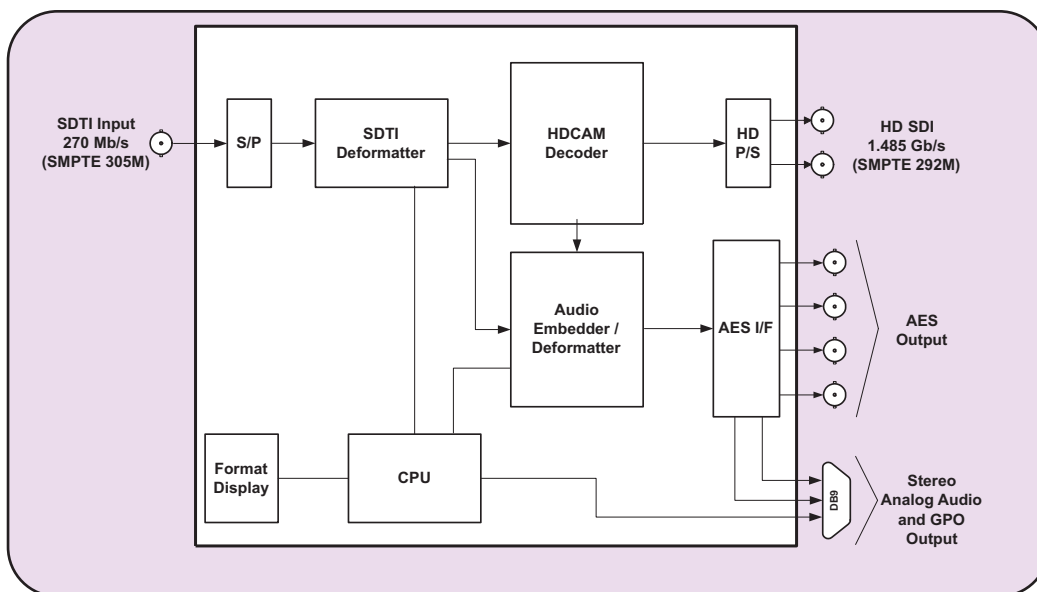 SDTI Input
270 Mb/s
(SMPTE 305M)
S/P
SDTI
Deformatter
HDCAM
Decoder
HD
P/S
HD SDI
1.485 Gb/s
(SMPTE 292M)
Audio
Embedder /
Deformatter
AES I/F
AES
Output
Format
Display
CPU
DB9
Stereo
Analog Audio
and GPO
Output